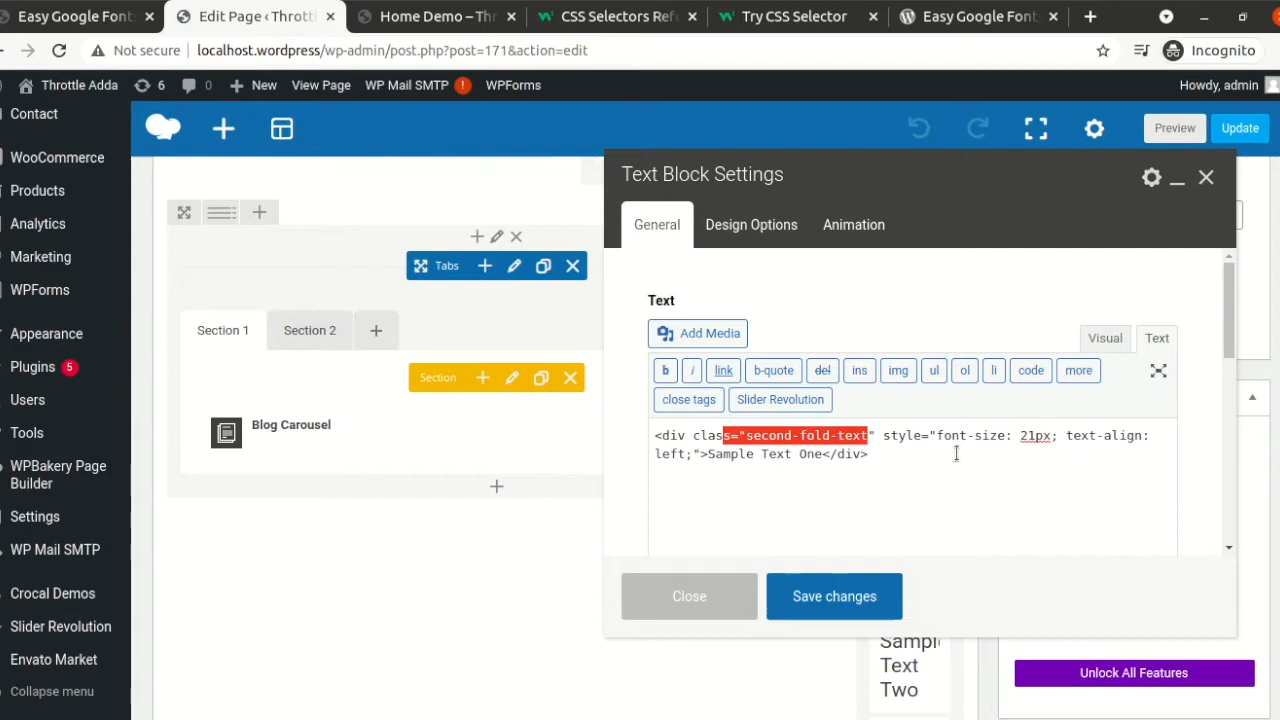 Easy Google Font
Edit Page ‹ Throttl
Home Demo – Thr
CSS Selectors Refe
Try CSS Selector
Easy Google Font
Not secure
localhost.wordpress/wp-admin/post.php?post=171&action=edit
Incognito
Throttle Adda
6
0
New
View Page
WP Mail SMTP
!
WPForms
Howdy, admin
Contact
WooCommerce
Products
Analytics
Marketing
WPForms
Appearance
Plugins 5
Users
Tools
WPBakery Page
Builder
Settings
WP Mail SMTP
Crocal Demos
Slider Revolution
Envato Market
Collapse menu
Preview
Update
Tabs
Section 1
Section 2
Section
Blog Carousel
Text Block Settings
General
Design Options
Animation
Text
Add Media
Visual
Text
b
i
link
b-quote
del
ins
img
ul
ol
li
code
more
close tags
Slider Revolution
<div class="second-fold-text" style="font-size: 21px; text-align:
left;">Sample Text One</div>
Close
Save changes
Sampl
Text
Two
Unlock All Features